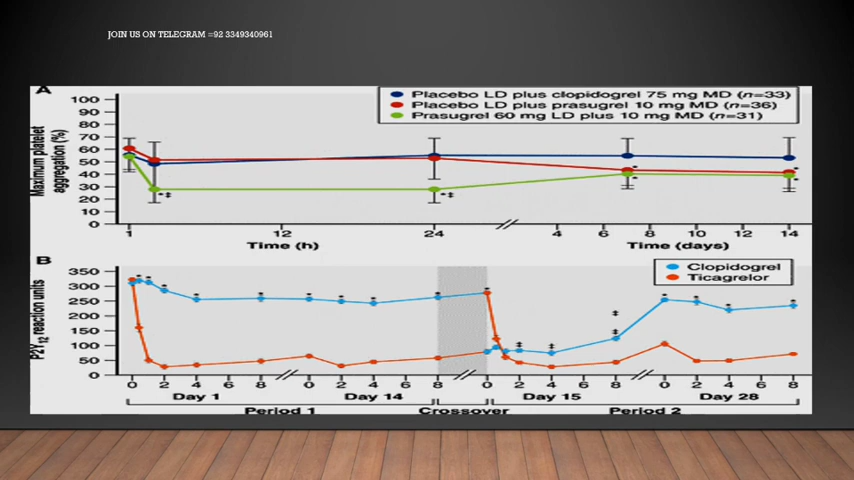 JOIN US ON TELEGRAM =92 3349340961
A
Placebo LD plus clopidogrel 75 mg MD (n=33)
Placebo LD plus prasugrel 10 mg MD (n=36)
Prasugrel 60 mg LD plus 10 mg MD (n=31)
Maximum platelet
aggregation (%)
100
90
80
70
60
50
40
30
20
10
0
1 12 24 4 6 8 10 12 14
Time (h) Time (days)
B
Clopidogrel
Ticagrelor
P2Y12 reaction units
350
300
250
200
150
100
50
0
0 2 4 6 8 0 2 4 8 0 2 4 8 0 2 4 8
Day 1 Day 14 Day 15 Day 28
Period 1 Crossover Period 2